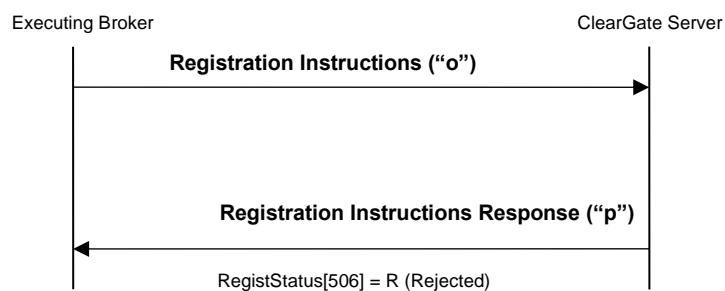 Executing Broker
ClearGate Server
Registration Instructions (“o”)
Registration Instructions Response (“p”)
RegistStatus[506] = R (Rejected)